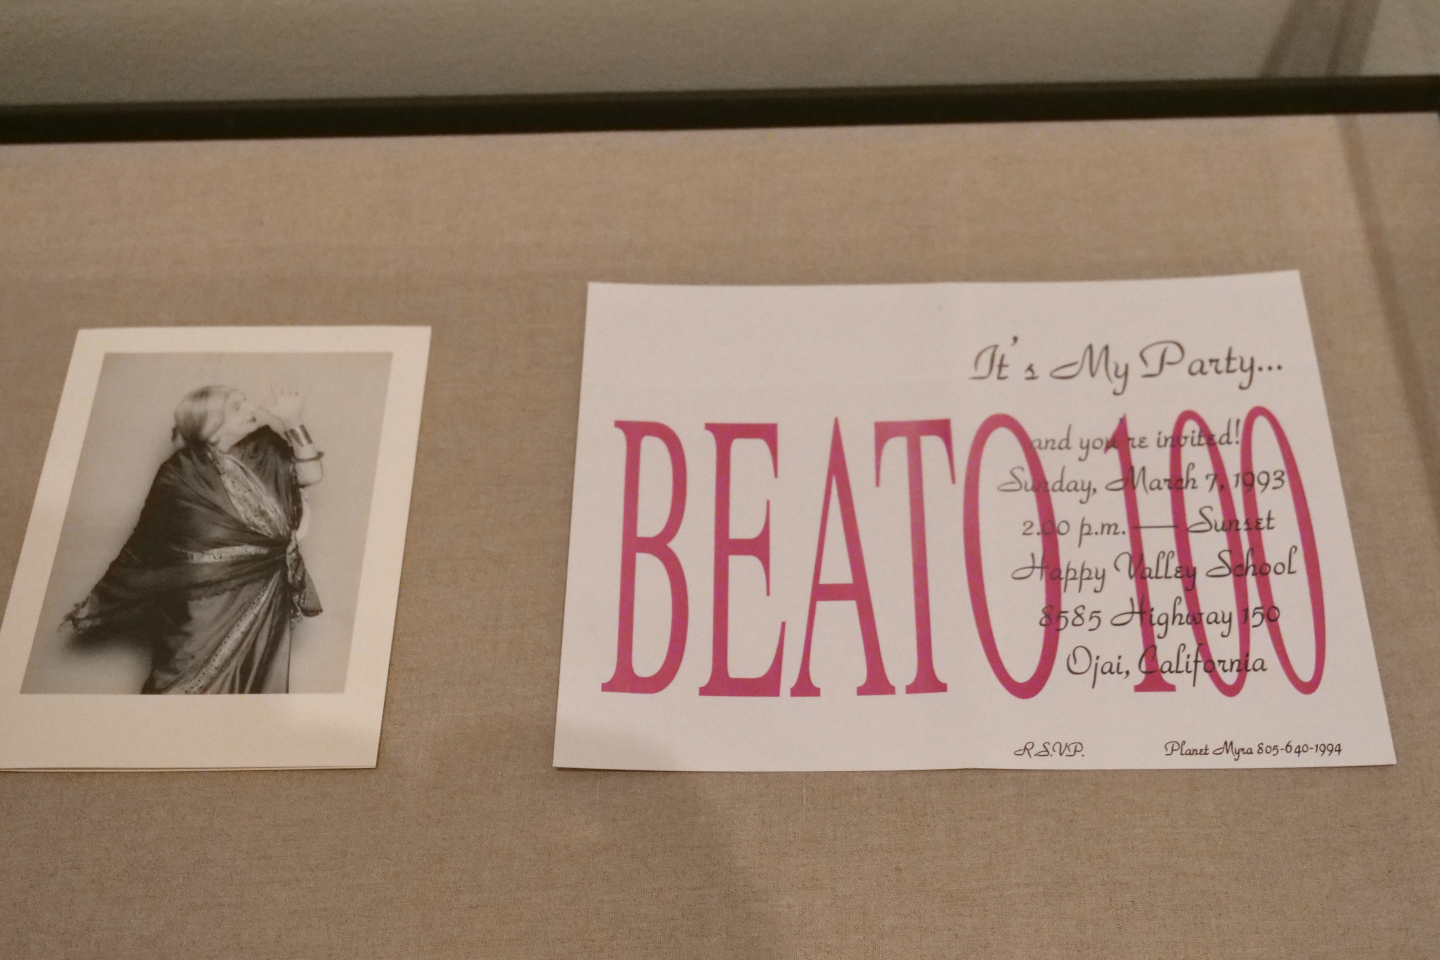 It's My Party...
BEATO 100
and you're invited!
Sunday, March 7, 1993
2.00 p.m. — Sunset
Happy Valley School
8585 Highway 150
Ojai, California
R.S.V.P. Planet Myra 805-640-1994